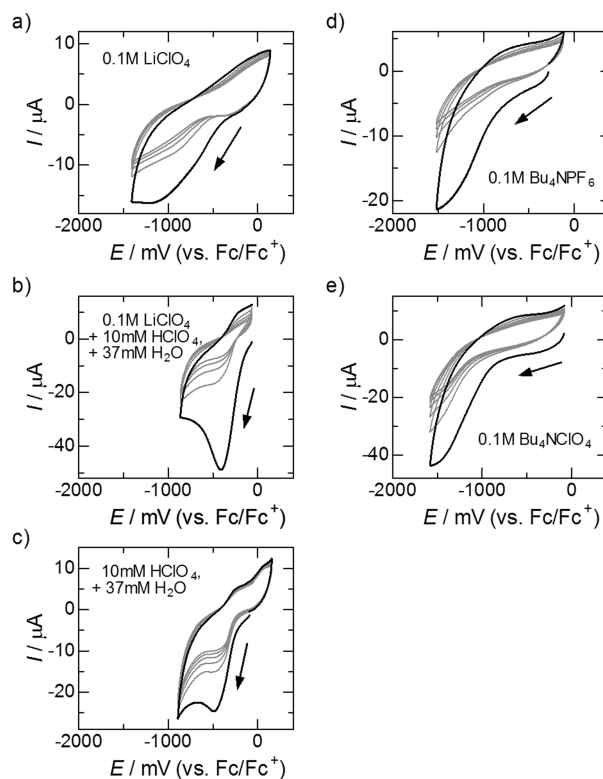 a)
0.1M LiClO₄
10
0
-10
-20
I / μA
-2000 -1000 0
E / mV (vs. Fc/Fc⁺)
b)
0.1M LiClO₄
+ 10mM HClO₄,
+ 37mM H₂O
0
-20
-40
I / μA
-2000 -1000 0
E / mV (vs. Fc/Fc⁺)
c)
10mM HClO₄,
+ 37mM H₂O
10
0
-10
-20
I / μA
-2000 -1000 0
E / mV (vs. Fc/Fc⁺)
d)
0
-10
-20
I / μA
0.1M Bu₄NPF₆
-2000 -1000 0
E / mV (vs. Fc/Fc⁺)
e)
20
0
-20
-40
I / μA
0.1M Bu₄NClO₄
-2000 -1000 0
E / mV (vs. Fc/Fc⁺)